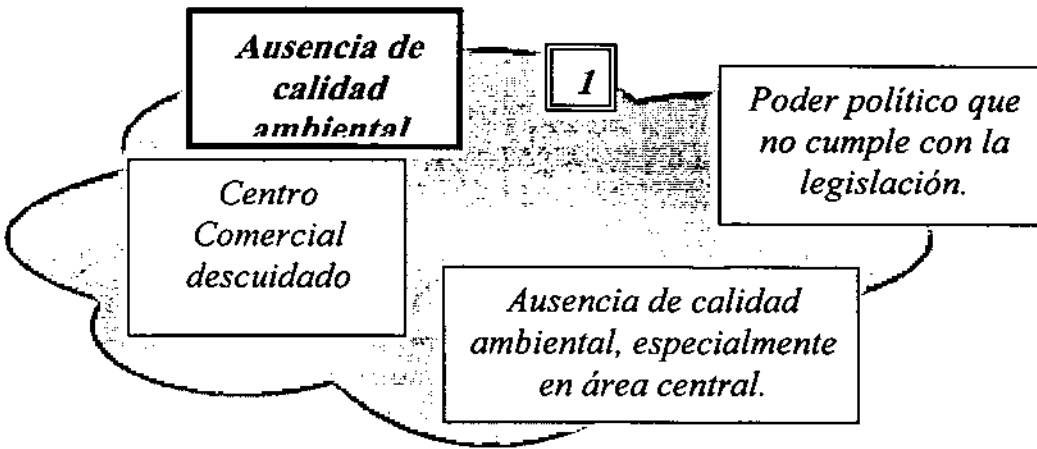 Ausencia de
calidad
ambiental
1
Poder político que
no cumple con la
legislación.
Centro
Comercial
descuidado
Ausencia de calidad
ambiental, especialmente
en área central.